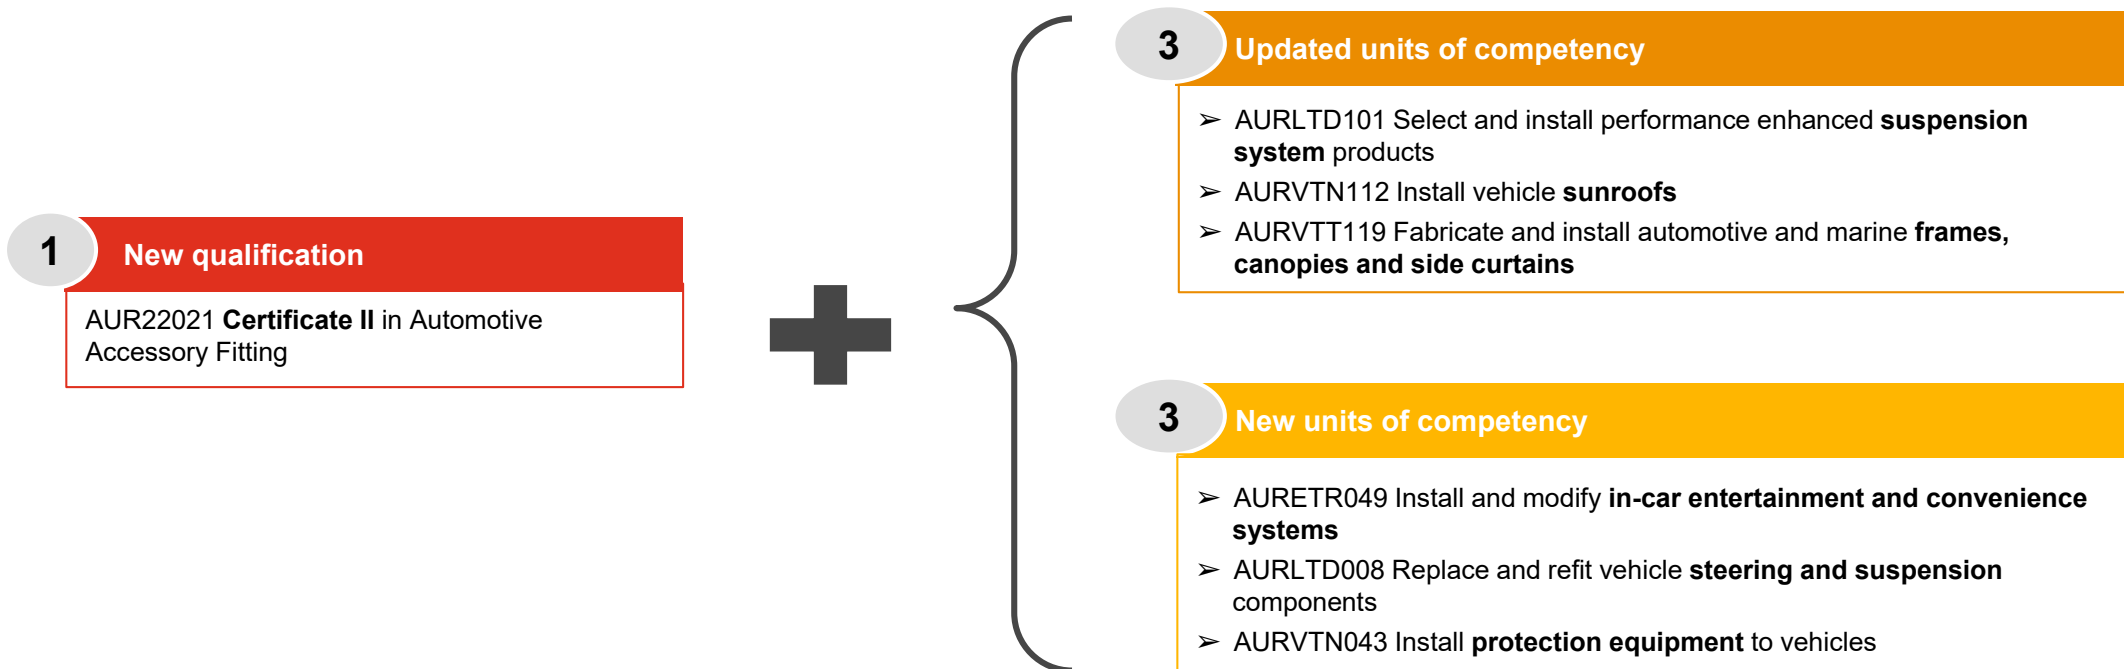 1
New qualification
AUR22021 Certificate II in Automotive
Accessory Fitting
3
Updated units of competency
➢ AURLTD101 Select and install performance enhanced suspension
system products
➢ AURVTN112 Install vehicle sunroofs
➢ AURVTT119 Fabricate and install automotive and marine frames,
canopies and side curtains
3
New units of competency
➢ AURETR049 Install and modify in-car entertainment and convenience
systems
➢ AURLTD008 Replace and refit vehicle steering and suspension
components
➢ AURVTN043 Install protection equipment to vehicles